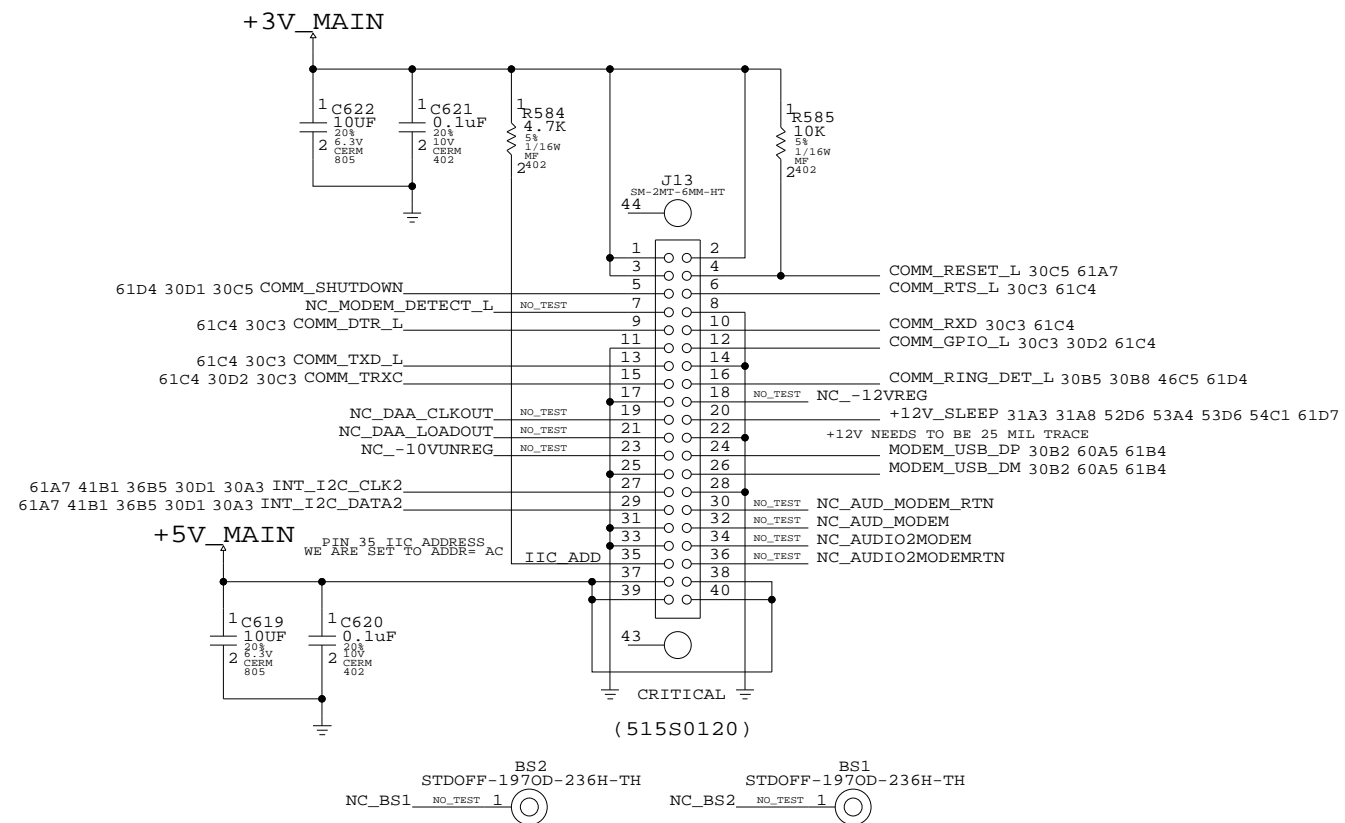 +3V_MAIN
1 C622
10UF
20%
6.3V
CERM
805
2
1 C621
0.1uF
20%
10V
CERM
402
2
1
R584
4.7K
5%
1/16W
MF
402
2
1
R585
10K
5%
1/16W
MF
402
2
J13
SM-2MT-6MM-HT
44
1 2
3 4 COMM_RESET_L 30C5 61A7
61D4 30D1 30C5 COMM_SHUTDOWN 5 6 COMM_RTS_L 30C3 61C4
NC_MODEM_DETECT_L NO_TEST 7 8
61C4 30C3 COMM_DTR_L 9 10 COMM_RXD 30C3 61C4
11 12 COMM_GPIO_L 30C3 30D2 61C4
61C4 30C3 COMM_TXD_L 13 14
61C4 30D2 30C3 COMM_TRXC 15 16 COMM_RING_DET_L 30B5 30B8 46C5 61D4
17 18 NO_TEST NC_-12VREG
NC_DAA_CLKOUT NO_TEST 19 20 +12V_SLEEP 31A3 31A8 52D6 53A4 53D6 54C1 61D7
NC_DAA_LOADOUT NO_TEST 21 22 +12V NEEDS TO BE 25 MIL TRACE
NC_-10VUNREG NO_TEST 23 24 MODEM_USB_DP 30B2 60A5 61B4
25 26 MODEM_USB_DM 30B2 60A5 61B4
61A7 41B1 36B5 30D1 30A3 INT_I2C_CLK2 27 28
61A7 41B1 36B5 30D1 30A3 INT_I2C_DATA2 29 30 NO_TEST NC_AUD_MODEM_RTN
31 32 NO_TEST NC_AUD_MODEM
33 34 NO_TEST NC_AUDIO2MODEM
+5V_MAIN
PIN 35 IIC ADDRESS
WE ARE SET TO ADDR= AC
IIC_ADD 35 36 NO_TEST NC_AUDIO2MODEMRTN
37 38
39 40
1 C619
10UF
20%
6.3V
CERM
805
2
1 C620
0.1uF
20%
10V
CERM
402
2
43
CRITICAL
(515S0120)
BS2
STDOFF-197OD-236H-TH
NC_BS1 NO_TEST 1
BS1
STDOFF-197OD-236H-TH
NC_BS2 NO_TEST 1